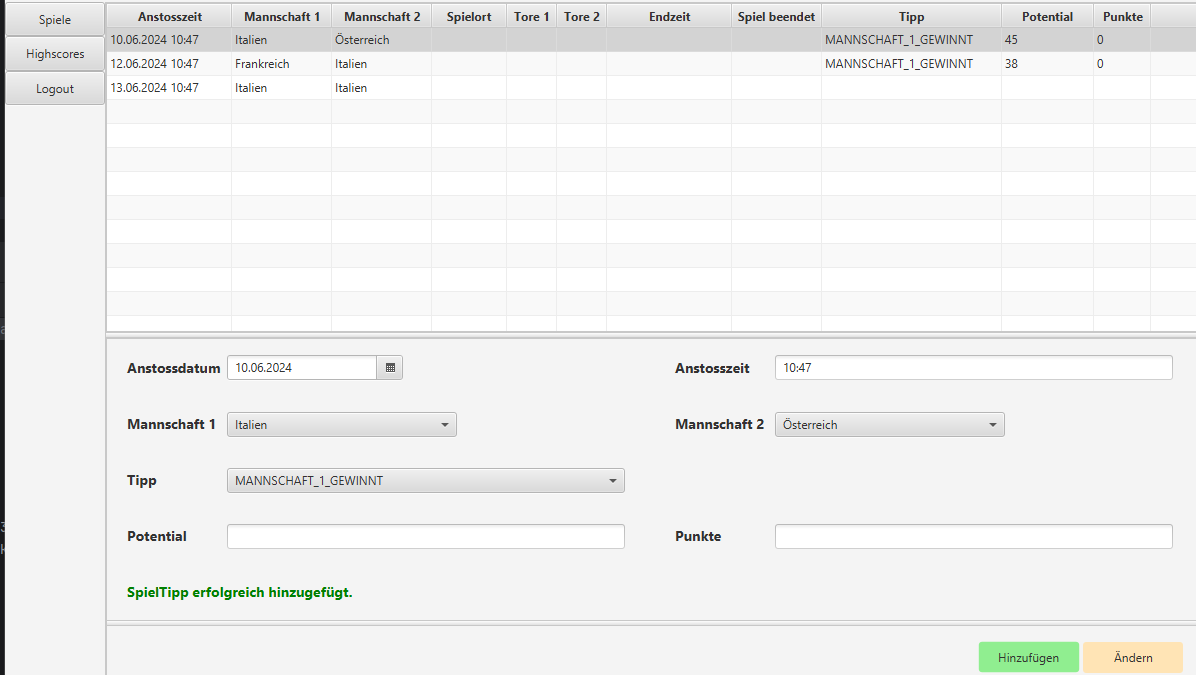 Spiele
Highscores
Logout
Anstosszeit Mannschaft 1 Mannschaft 2 Spielort Tore 1 Tore 2 Endzeit Spiel beendet Tipp Potential Punkte
10.06.2024 10:47 Italien Österreich MANNSCHAFT_1_GEWINNT 45 0
12.06.2024 10:47 Frankreich Italien MANNSCHAFT_1_GEWINNT 38 0
13.06.2024 10:47 Italien Italien
Anstossdatum 10.06.2024 Anstosszeit 10:47
Mannschaft 1 Italien Mannschaft 2 Österreich
Tipp MANNSCHAFT_1_GEWINNT
Potential Punkte
SpielTipp erfolgreich hinzugefügt.
Hinzufügen Ändern